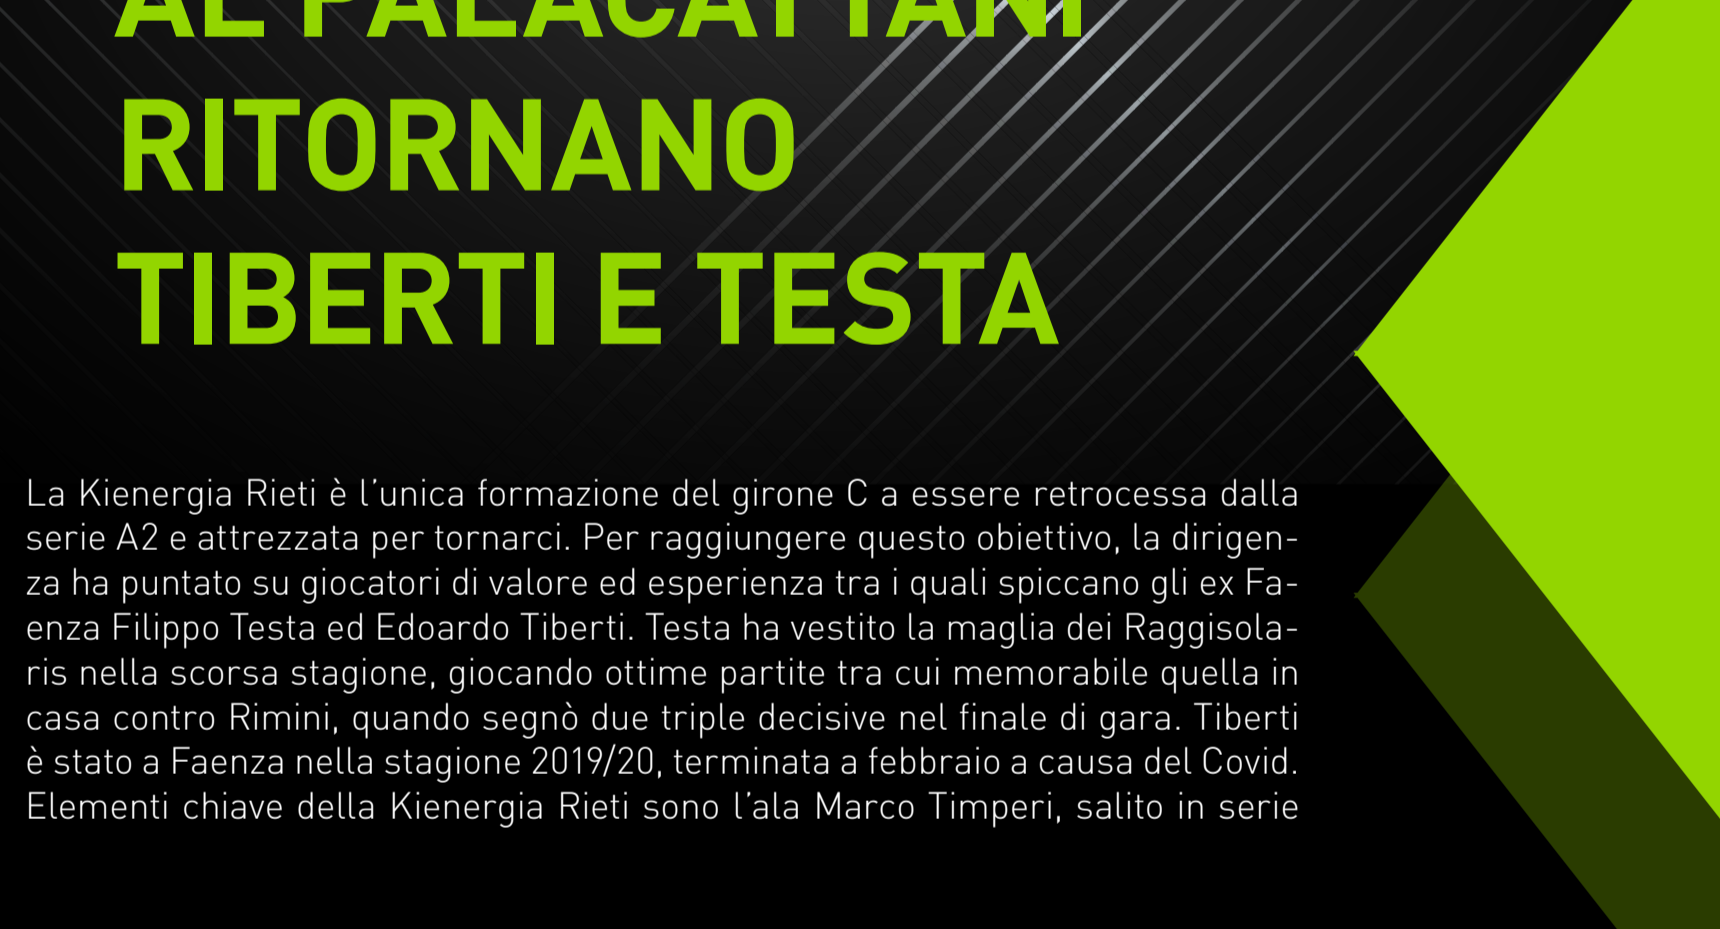 AL PALACATTANI
RITORNANO
TIBERTI E TESTA
La Kienergia Rieti è l’unica formazione del girone C a essere retrocessa dalla
serie A2 e attrezzata per tornarci. Per raggiungere questo obiettivo, la dirigen-
za ha puntato su giocatori di valore ed esperienza tra i quali spiccano gli ex Fa-
enza Filippo Testa ed Edoardo Tiberti. Testa ha vestito la maglia dei Raggisola-
ris nella scorsa stagione, giocando ottime partite tra cui memorabile quella in
casa contro Rimini, quando segnò due triple decisive nel finale di gara. Tiberti
è stato a Faenza nella stagione 2019/20, terminata a febbraio a causa del Covid.
Elementi chiave della Kienergia Rieti sono l’ala Marco Timperi, salito in serie